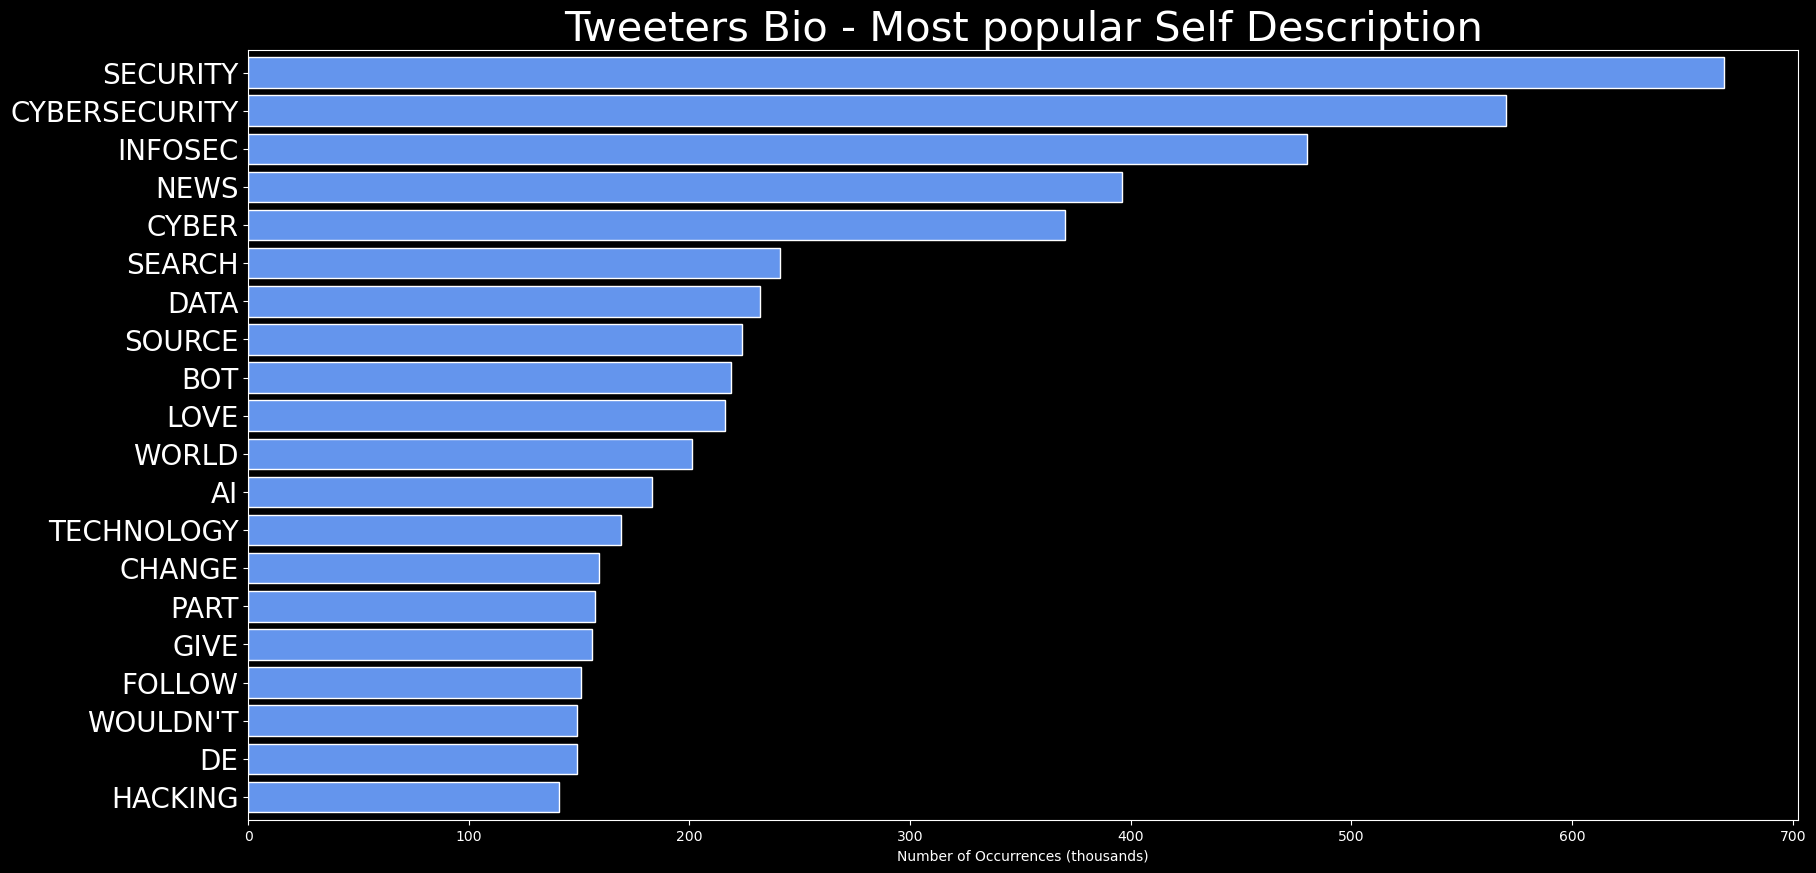 Tweeters Bio - Most popular Self Description
SECURITY
CYBERSECURITY
INFOSEC
NEWS
CYBER
SEARCH
DATA
SOURCE
BOT
LOVE
WORLD
AI
TECHNOLOGY
CHANGE
PART
GIVE
FOLLOW
WOULDN'T
DE
HACKING
0 100 200 300 400 500 600 700
Number of Occurrences (thousands)